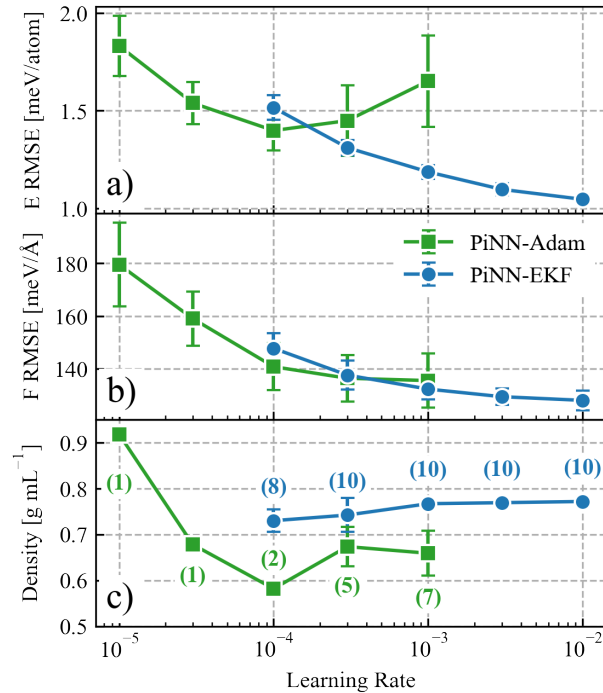 2.0
1.5
1.0
E RMSE [meV/atom]
a)
180
160
140
F RMSE [meV/Å]
PiNN-Adam
PiNN-EKF
b)
0.9
0.8
0.7
0.6
0.5
Density [g mL⁻¹]
(1)
(8)
(10)
(10)
(10)
(10)
(1)
(2)
(5)
(7)
c)
10⁻⁵
10⁻⁴
10⁻³
10⁻²
Learning Rate